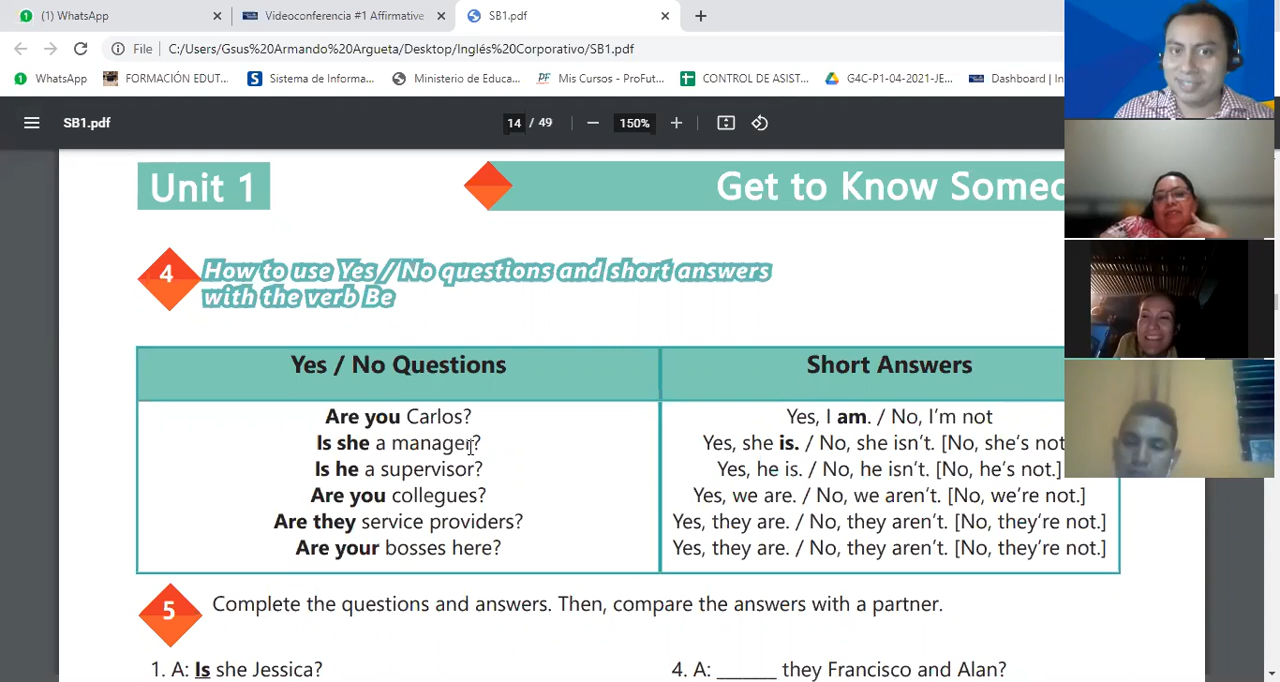 (1) WhatsApp
Videoconferencia #1 Affirmative
SB1.pdf
File
C:/Users/Gsus%20Armando%20Argueta/Desktop/Inglés%20Corporativo/SB1.pdf
WhatsApp
FORMACIÓN EDUT...
Sistema de Informa...
Ministerio de Educa...
Mis Cursos - ProFut...
CONTROL DE ASIST...
G4C-P1-04-2021-JE...
Dashboard | In
SB1.pdf
14 / 49
150%
Unit 1
Get to Know Someo
4
How to use Yes / No questions and short answers
with the verb Be
Yes / No Questions
Short Answers
Are you Carlos?
Yes, I am. / No, I'm not
Is she a manager?
Yes, she is. / No, she isn't. [No, she's not
Is he a supervisor?
Yes, he is. / No, he isn't. [No, he's not.]
Are you collegues?
Yes, we are. / No, we aren't. [No, we're not.]
Are they service providers?
Yes, they are. / No, they aren't. [No, they're not.]
Are your bosses here?
Yes, they are. / No, they aren't. [No, they're not.]
5
Complete the questions and answers. Then, compare the answers with a partner.
1. A: Is she Jessica?
4. A: ______ they Francisco and Alan?